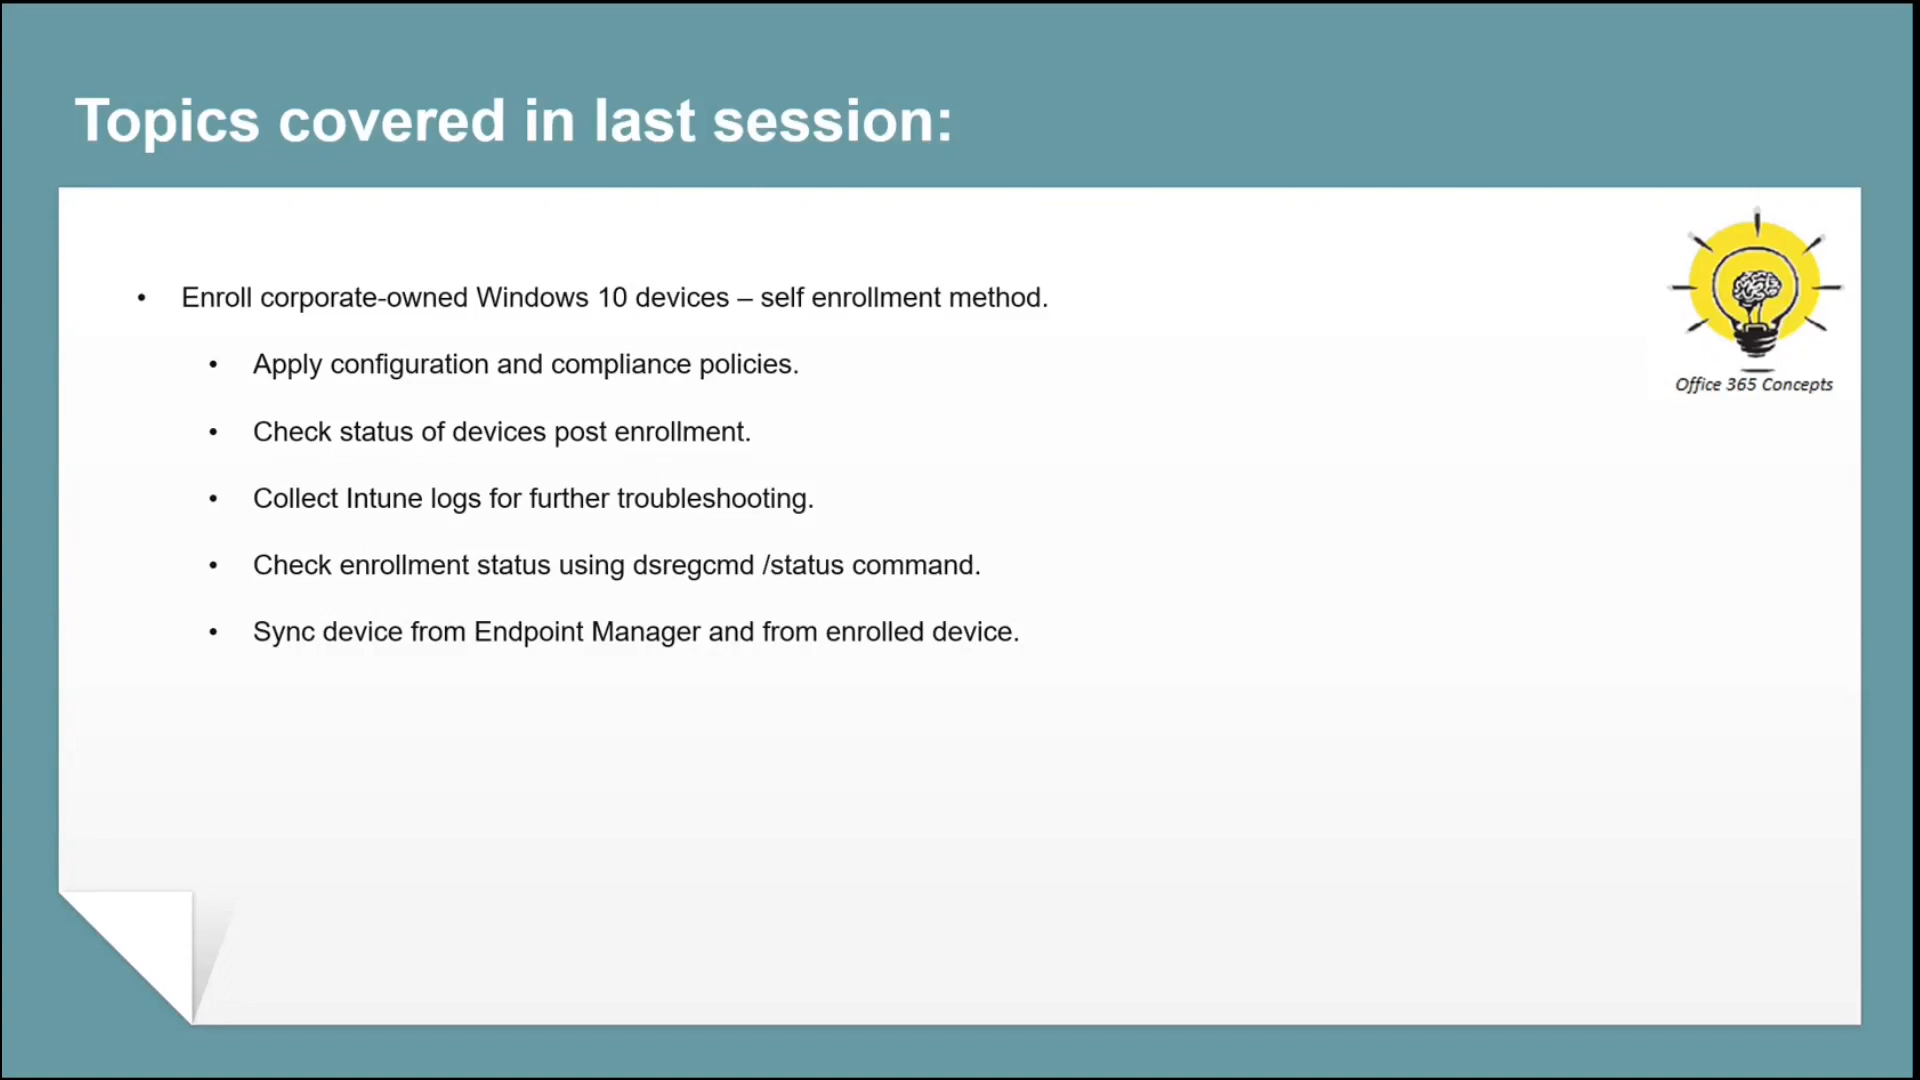 Topics covered in last session:
• Enroll corporate-owned Windows 10 devices – self enrollment method.
• Apply configuration and compliance policies.
• Check status of devices post enrollment.
• Collect Intune logs for further troubleshooting.
• Check enrollment status using dsregcmd /status command.
• Sync device from Endpoint Manager and from enrolled device.
Office 365 Concepts